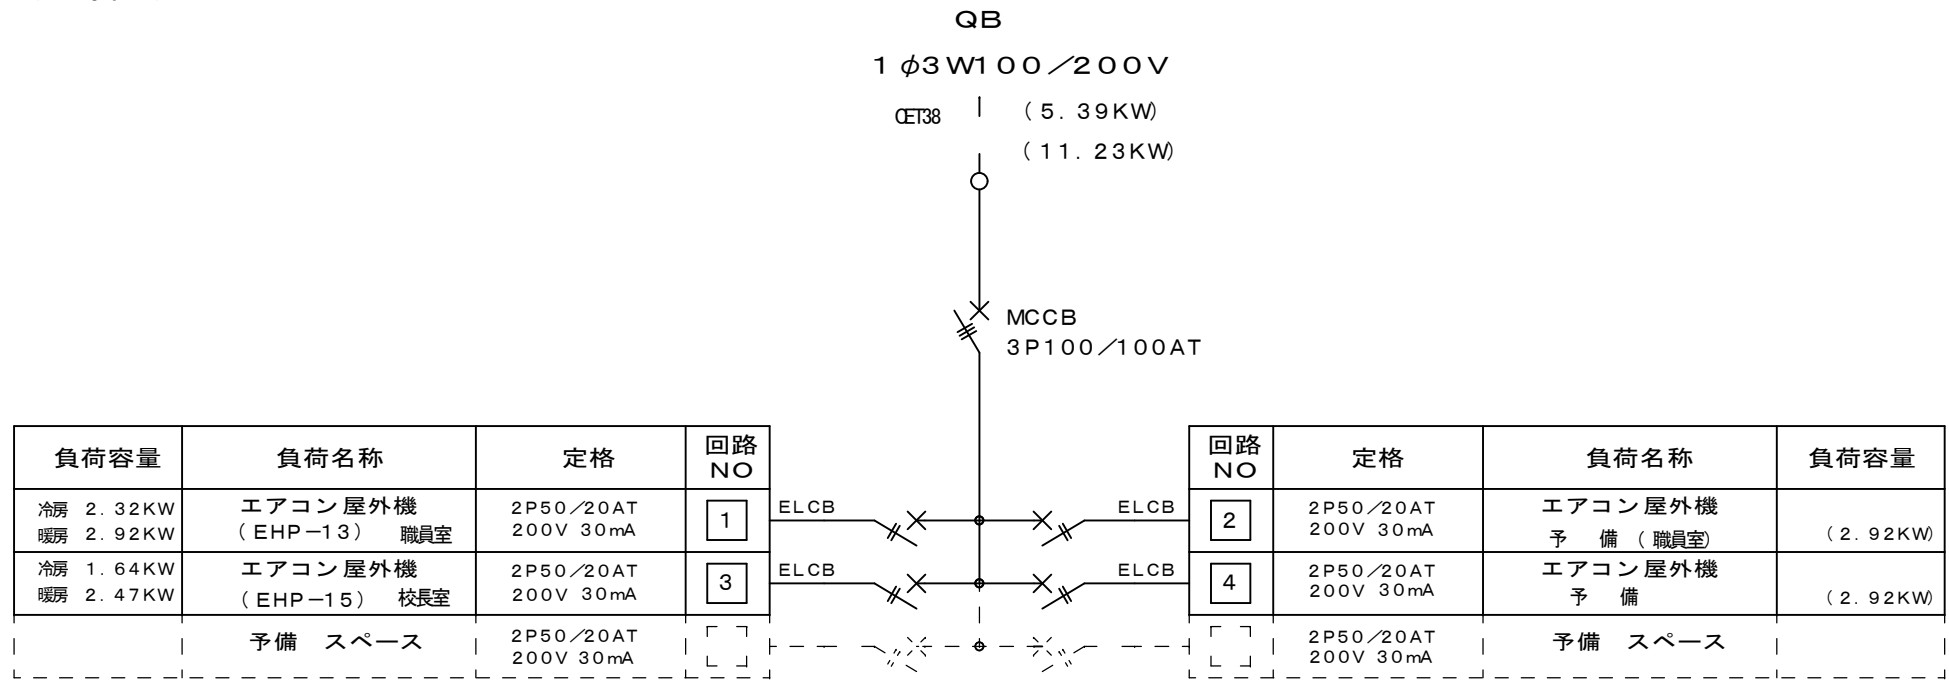 QB
1φ3W100／200V
CET38
(5.39KW)
(11.23KW)
MCCB
3P100／100AT
負荷容量 負荷名称 定格 回路NO
冷房 2.32KW
暖房 2.92KW
エアコン屋外機
(EHP－13) 職員室
2P50／20AT
200V 30mA
1
ELCB
冷房 1.64KW
暖房 2.47KW
エアコン屋外機
(EHP－15) 校長室
2P50／20AT
200V 30mA
3
ELCB
予備 スペース
2P50／20AT
200V 30mA
回路NO 定格 負荷名称 負荷容量
ELCB
2
2P50／20AT
200V 30mA
エアコン屋外機
予 備 (職員室)
(2.92KW)
ELCB
4
2P50／20AT
200V 30mA
エアコン屋外機
予 備
(2.92KW)
2P50／20AT
200V 30mA
予備 スペース